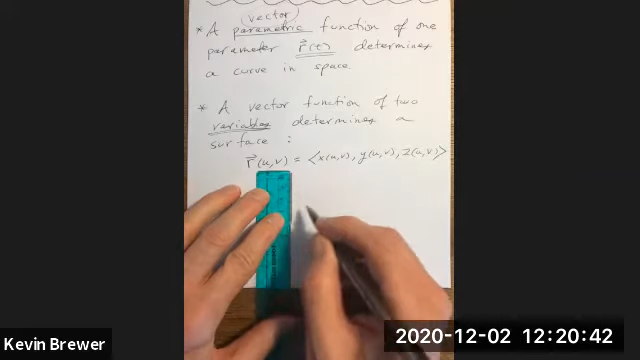 (vector)
* A parametric function of one
parameter r⃗(t) determines
a curve in space
* A vector function of two
variables determines a
surface :
r⃗(u,v) = <x(u,v), y(u,v), z(u,v)>
Kevin Brewer
2020-12-02 12:20:42